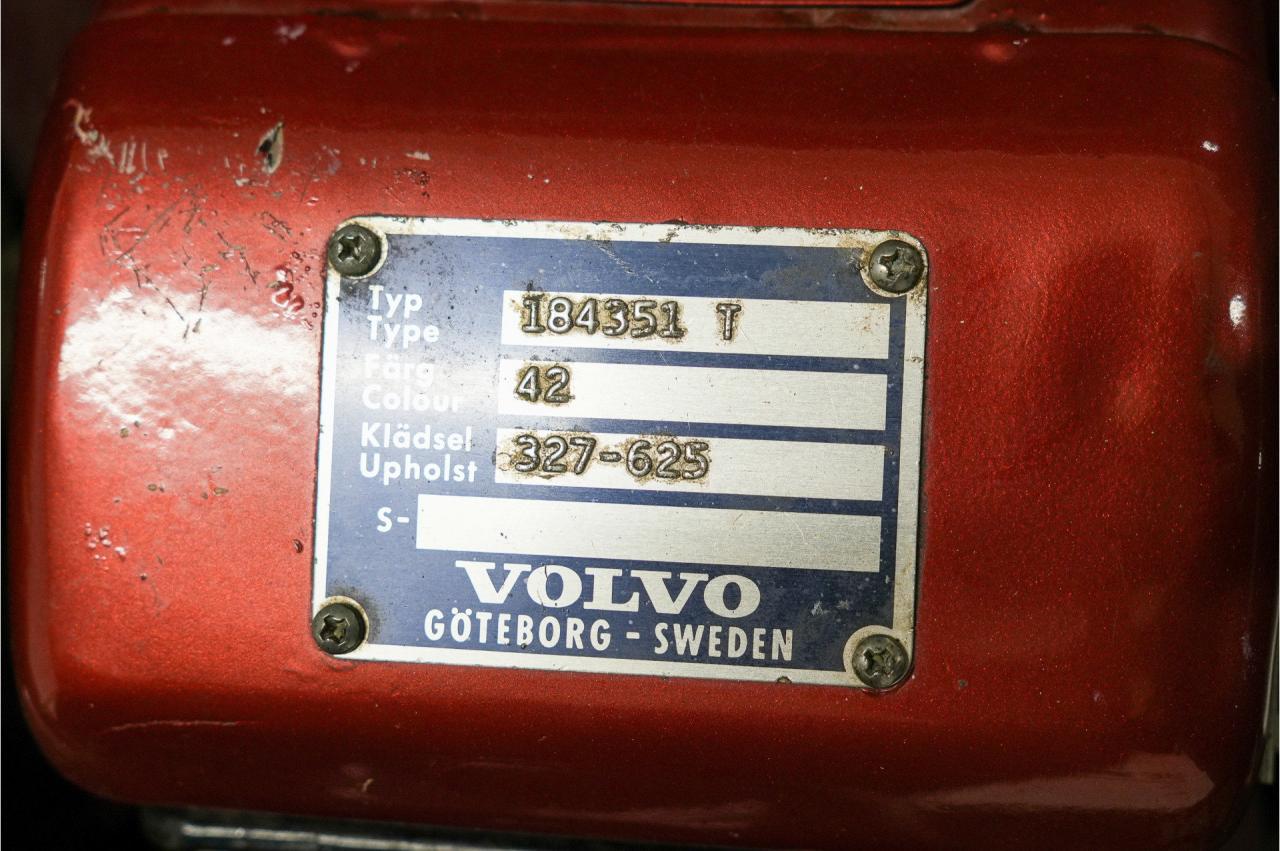 Typ
Type 184351 T
Färg
Colour 42
Klädsel
Upholst 327-625
S-
VOLVO
GÖTEBORG - SWEDEN